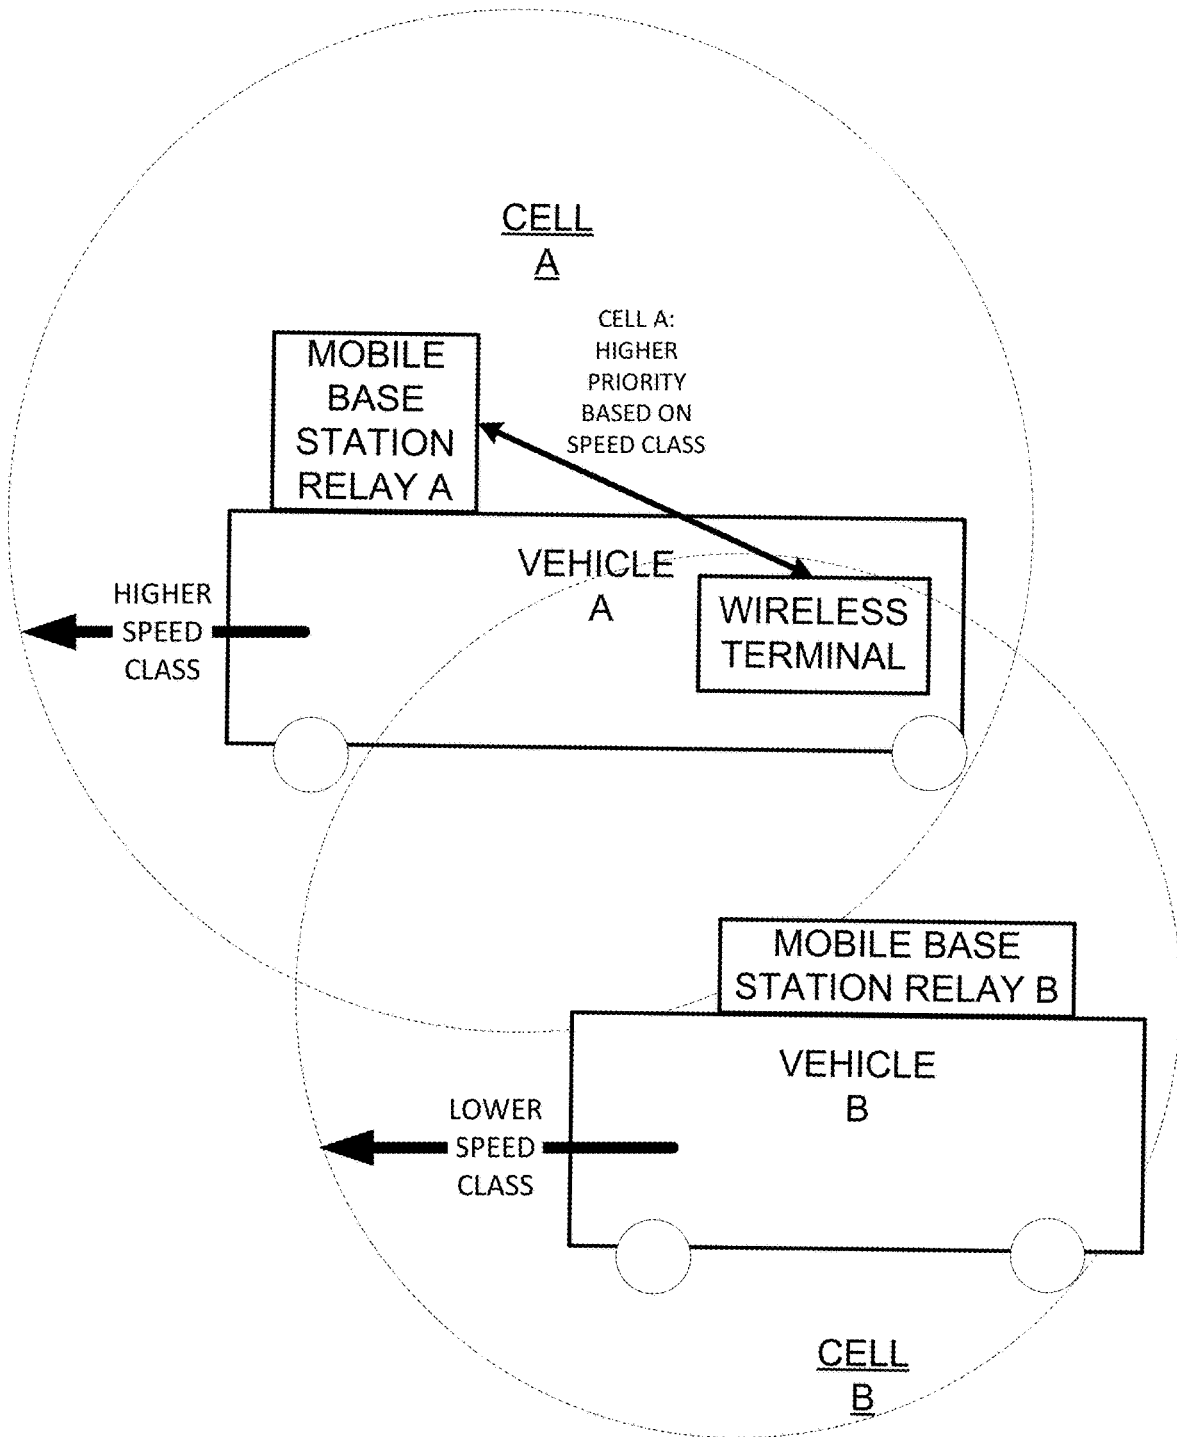 CELL
A
CELL A:
HIGHER
PRIORITY
BASED ON
SPEED CLASS
MOBILE
BASE
STATION
RELAY A
VEHICLE
A
WIRELESS
TERMINAL
HIGHER
SPEED
CLASS
MOBILE BASE
STATION RELAY B
VEHICLE
B
LOWER
SPEED
CLASS
CELL
B